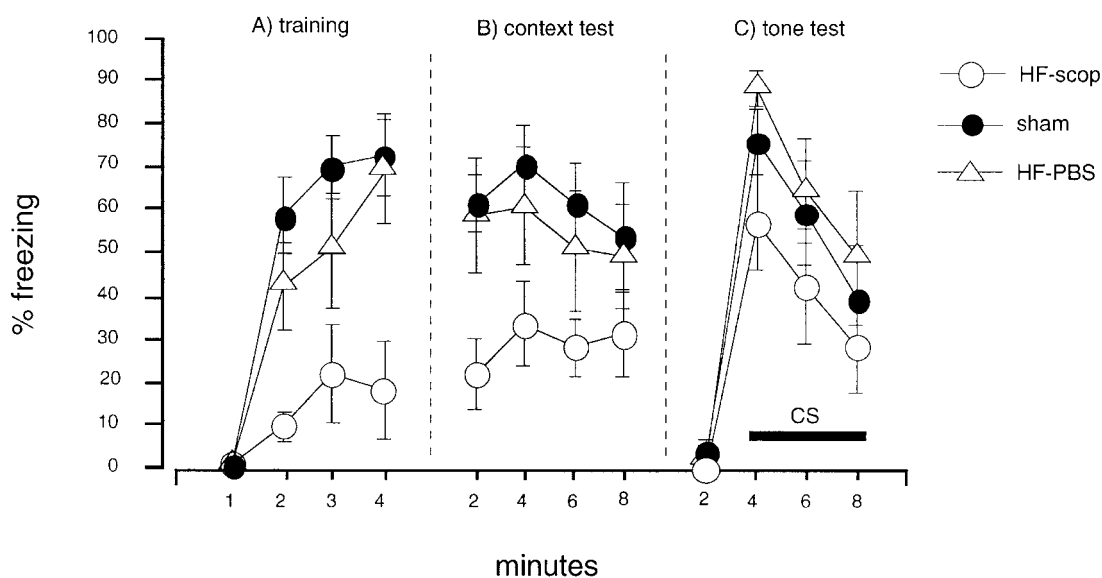 A) training
B) context test
C) tone test
100
90
80
70
60
50
40
30
20
10
0
% freezing
HF-scop
sham
HF-PBS
CS
1 2 3 4
2 4 6 8
2 4 6 8
minutes